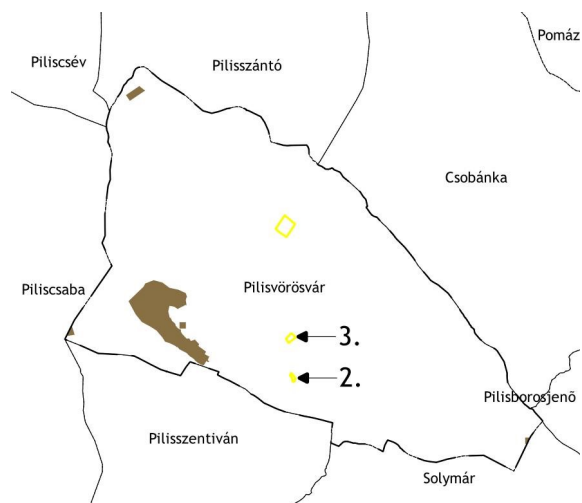 Pomáz
Piliscsév
Pilisszántó
Csobánka
Piliscsaba
Pilisvörösvár
3.
2.
Pilisborosjenő
Pilisszentiván
Solymár